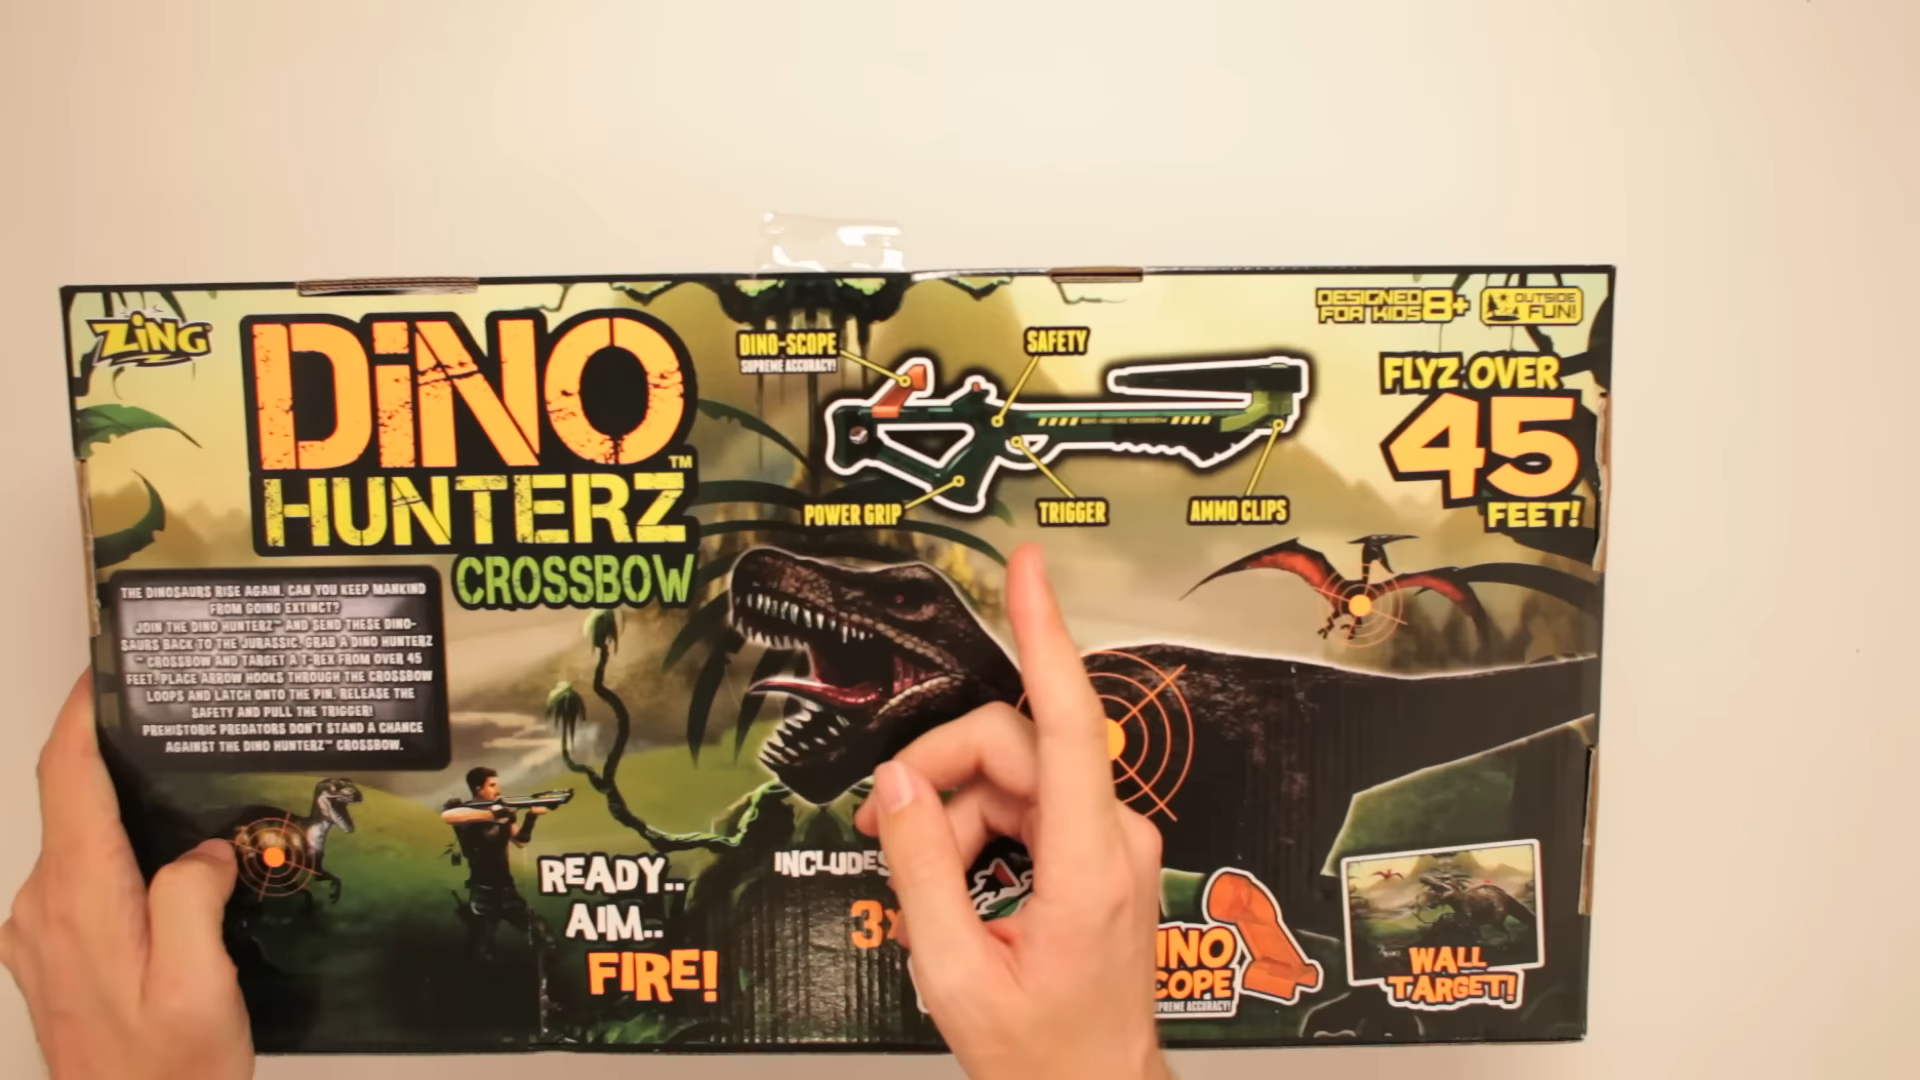 ZING
DiNO
HUNTERZ™
CROSSBOW
THE DINOSAURS RISE AGAIN. CAN YOU KEEP MANKIND
FROM GOING EXTINCT?
JOIN THE DINO HUNTERZ™ AND SEND THESE DINO-
SAURS BACK TO THE JURASSIC. GRAB A DINO HUNTERZ
™ CROSSBOW AND TARGET A T-REX FROM OVER 45
FEET. PLACE ARROW HOOKS THROUGH THE CROSSBOW
LOOPS AND LATCH ONTO THE PIN. RELEASE THE
SAFETY AND PULL THE TRIGGER!
PREHISTORIC PREDATORS DON'T STAND A CHANCE
AGAINST THE DINO HUNTERZ™ CROSSBOW.
DINO-SCOPE
SUPREME ACCURACY!
SAFETY
POWER GRIP
TRIGGER
AMMO CLIPS
DESIGNED
FOR KIDS 8+
OUTSIDE
FUN!
FLYZ OVER
45
FEET!
READY..
AIM..
FIRE!
INCLUDES
3x
INO
COPE
PREME ACCURACY!
WALL
TARGET!